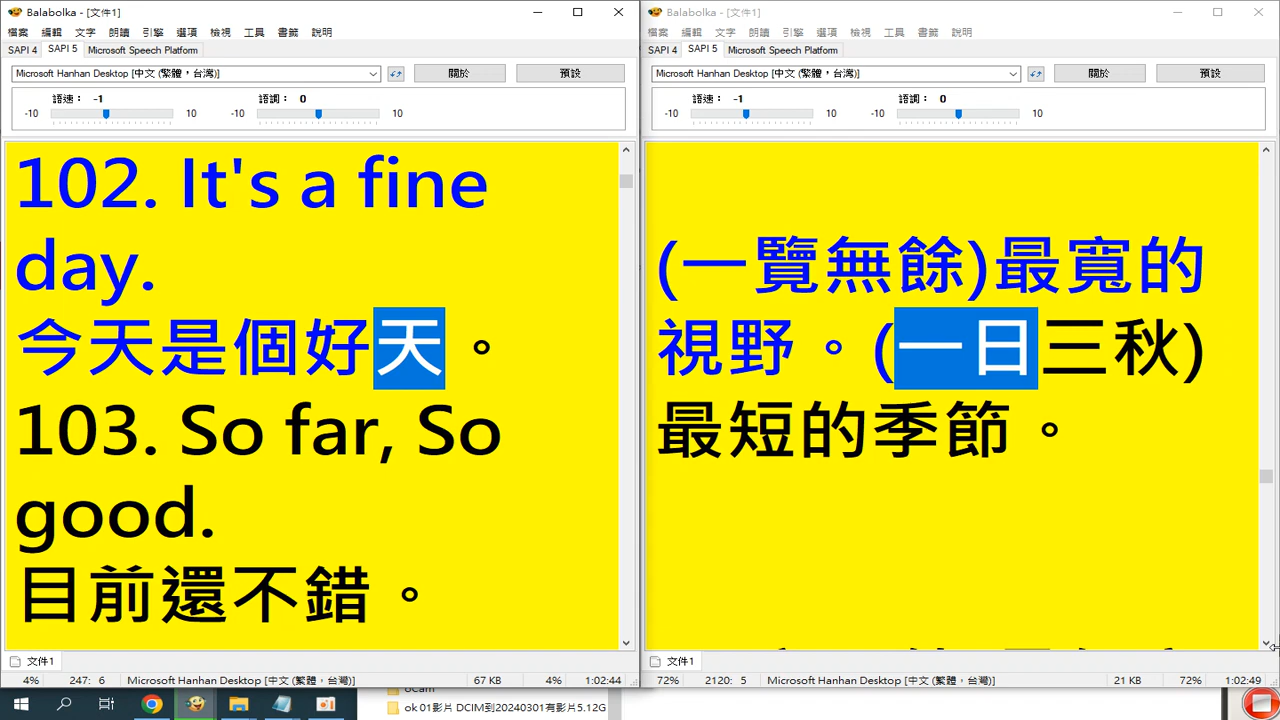 Balabolka - [文件1]
檔案 編輯 文字 朗讀 引擎 選項 檢視 工具 書籤 說明
SAPI 4 SAPI 5 Microsoft Speech Platform
Microsoft Hanhan Desktop [中文 (繁體，台灣)] 關於 預設
語速： -1 語調： 0
-10 10 -10 10
102. It's a fine
day.
今天是個好天。
103. So far, So
good.
目前還不錯。
文件1
4% 247: 6 Microsoft Hanhan Desktop [中文 (繁體，台灣)] 67 KB 4% 1:02:44
Balabolka - [文件1]
檔案 編輯 文字 朗讀 引擎 選項 檢視 工具 書籤 說明
SAPI 4 SAPI 5 Microsoft Speech Platform
Microsoft Hanhan Desktop [中文 (繁體，台灣)] 關於 預設
語速： -1 語調： 0
-10 10 -10 10
(一覽無餘)最寬的
視野。(一日三秋)
最短的季節。
文件1
72% 2120: 5 Microsoft Hanhan Desktop [中文 (繁體，台灣)] 21 KB 72% 1:02:49
oCam
ok 01影片 DCIM到20240301有影片5.12G